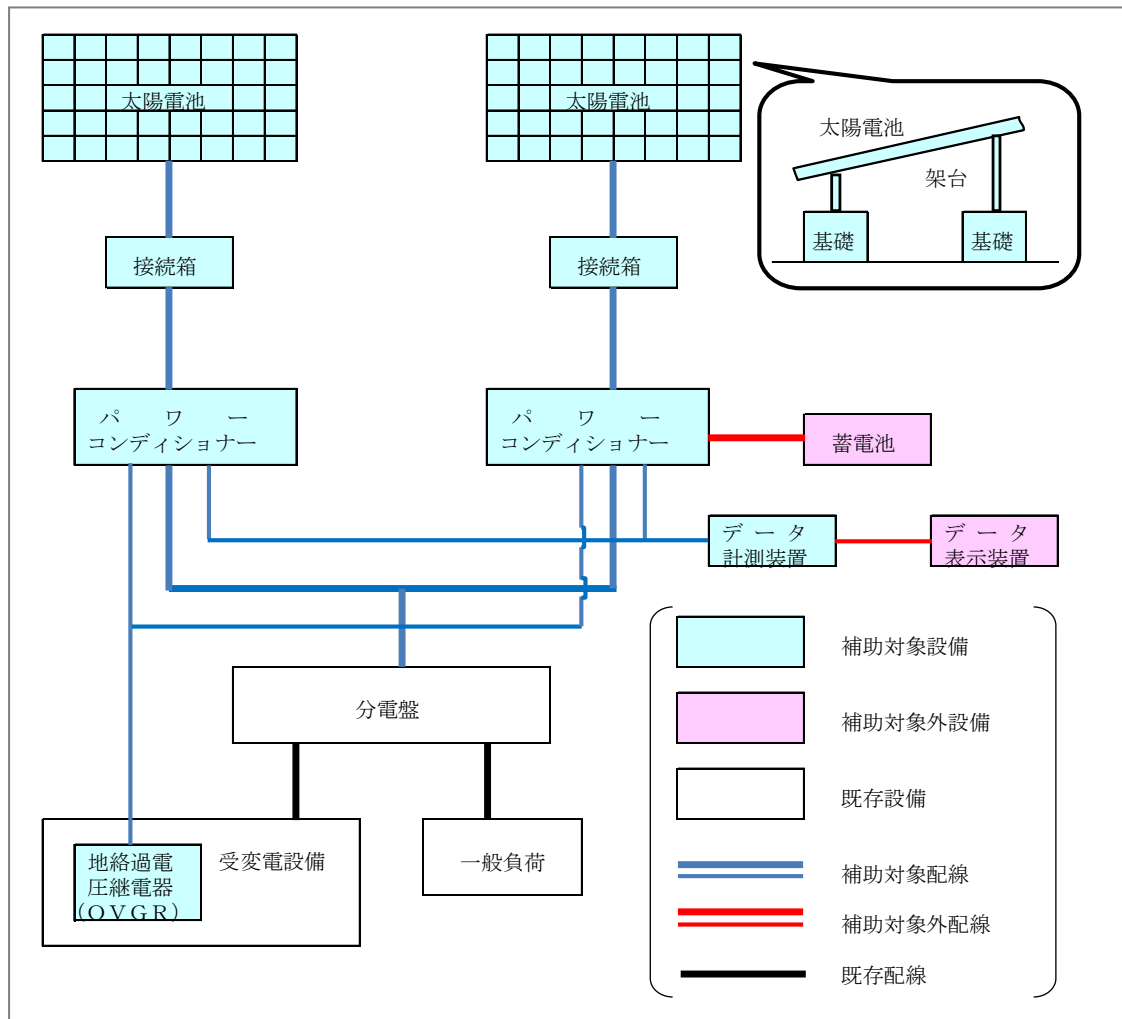 太陽電池
太陽電池
太陽電池
架台
基礎
基礎
接続箱
接続箱
パワー
コンディショナー
パワー
コンディショナー
蓄電池
データ
計測装置
データ
表示装置
分電盤
地絡過電
圧継電器
(OVGR)
受変電設備
一般負荷
補助対象設備
補助対象外設備
既存設備
補助対象配線
補助対象外配線
既存配線